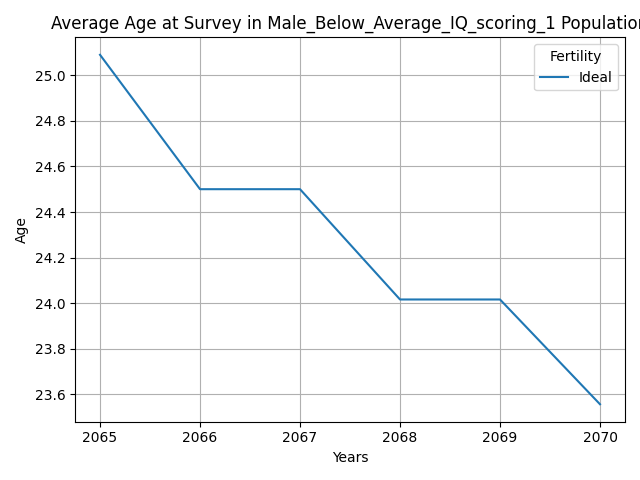 Average Age at Survey in Male_Below_Average_IQ_scoring_1 Population
Fertility
Ideal
25.0
24.8
24.6
24.4
24.2
24.0
23.8
23.6
Age
2065 2066 2067 2068 2069 2070
Years